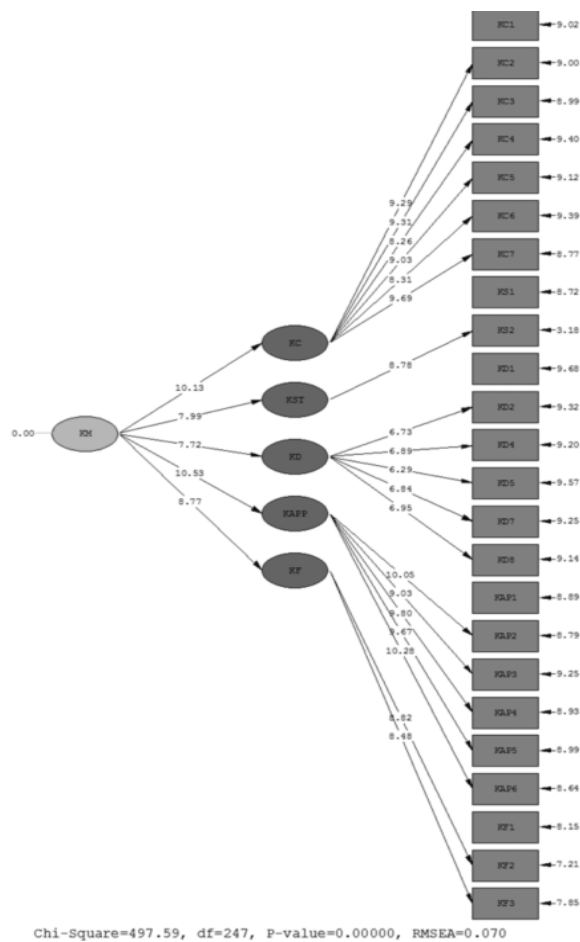 KC1 9.02
KC2 9.00
KC3 8.99
KC4 9.40
KC5 9.12
KC6 9.39
KC7 8.77
KS1 8.72
KS2 3.18
KD1 9.68
KD2 9.32
KD4 9.20
KD5 9.57
KD7 9.25
KD8 9.14
KAP1 8.89
KAP2 8.79
KAP3 9.25
KAP4 8.93
KAP5 8.99
KAP6 8.64
KF1 8.15
KF2 7.21
KF3 7.85
9.29
9.31
8.26
9.03
8.31
9.69
8.78
6.73
6.89
6.29
6.84
6.95
10.05
9.03
9.80
9.67
10.28
8.82
8.48
KC
KST
KD
KAPP
KF
10.13
7.99
7.72
10.53
8.77
0.00 KM
Chi-Square=497.59, df=247, P-value=0.00000, RMSEA=0.070